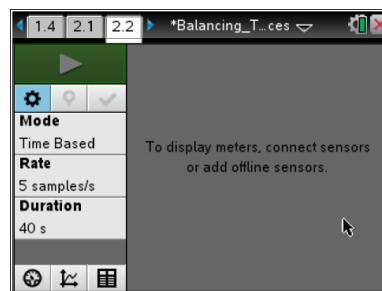 1.4 2.1 2.2 *Balancing_T...ces
Mode
Time Based
To display meters, connect sensors
or add offline sensors.
Rate
5 samples/s
Duration
40 s